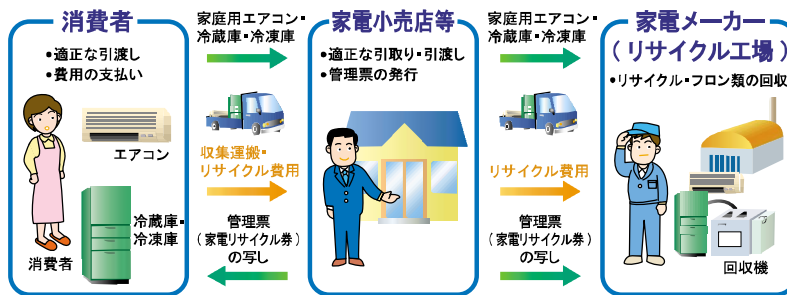 消費者
•適正な引渡し
•費用の支払い
エアコン
冷蔵庫・
冷凍庫
消費者
家庭用エアコン・
冷蔵庫・冷凍庫
収集運搬・
リサイクル費用
管理票
(家電リサイクル券)
の写し
家電小売店等
•適正な引取り・引渡し
•管理票の発行
家庭用エアコン・
冷蔵庫・冷凍庫
リサイクル費用
管理票
(家電リサイクル券)
の写し
家電メーカー
(リサイクル工場)
•リサイクル・フロン類の回収
回収機